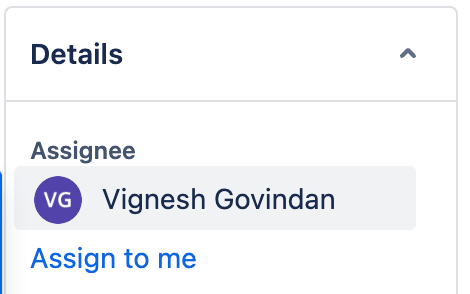 Details
Assignee
VG Vignesh Govindan
Assign to me